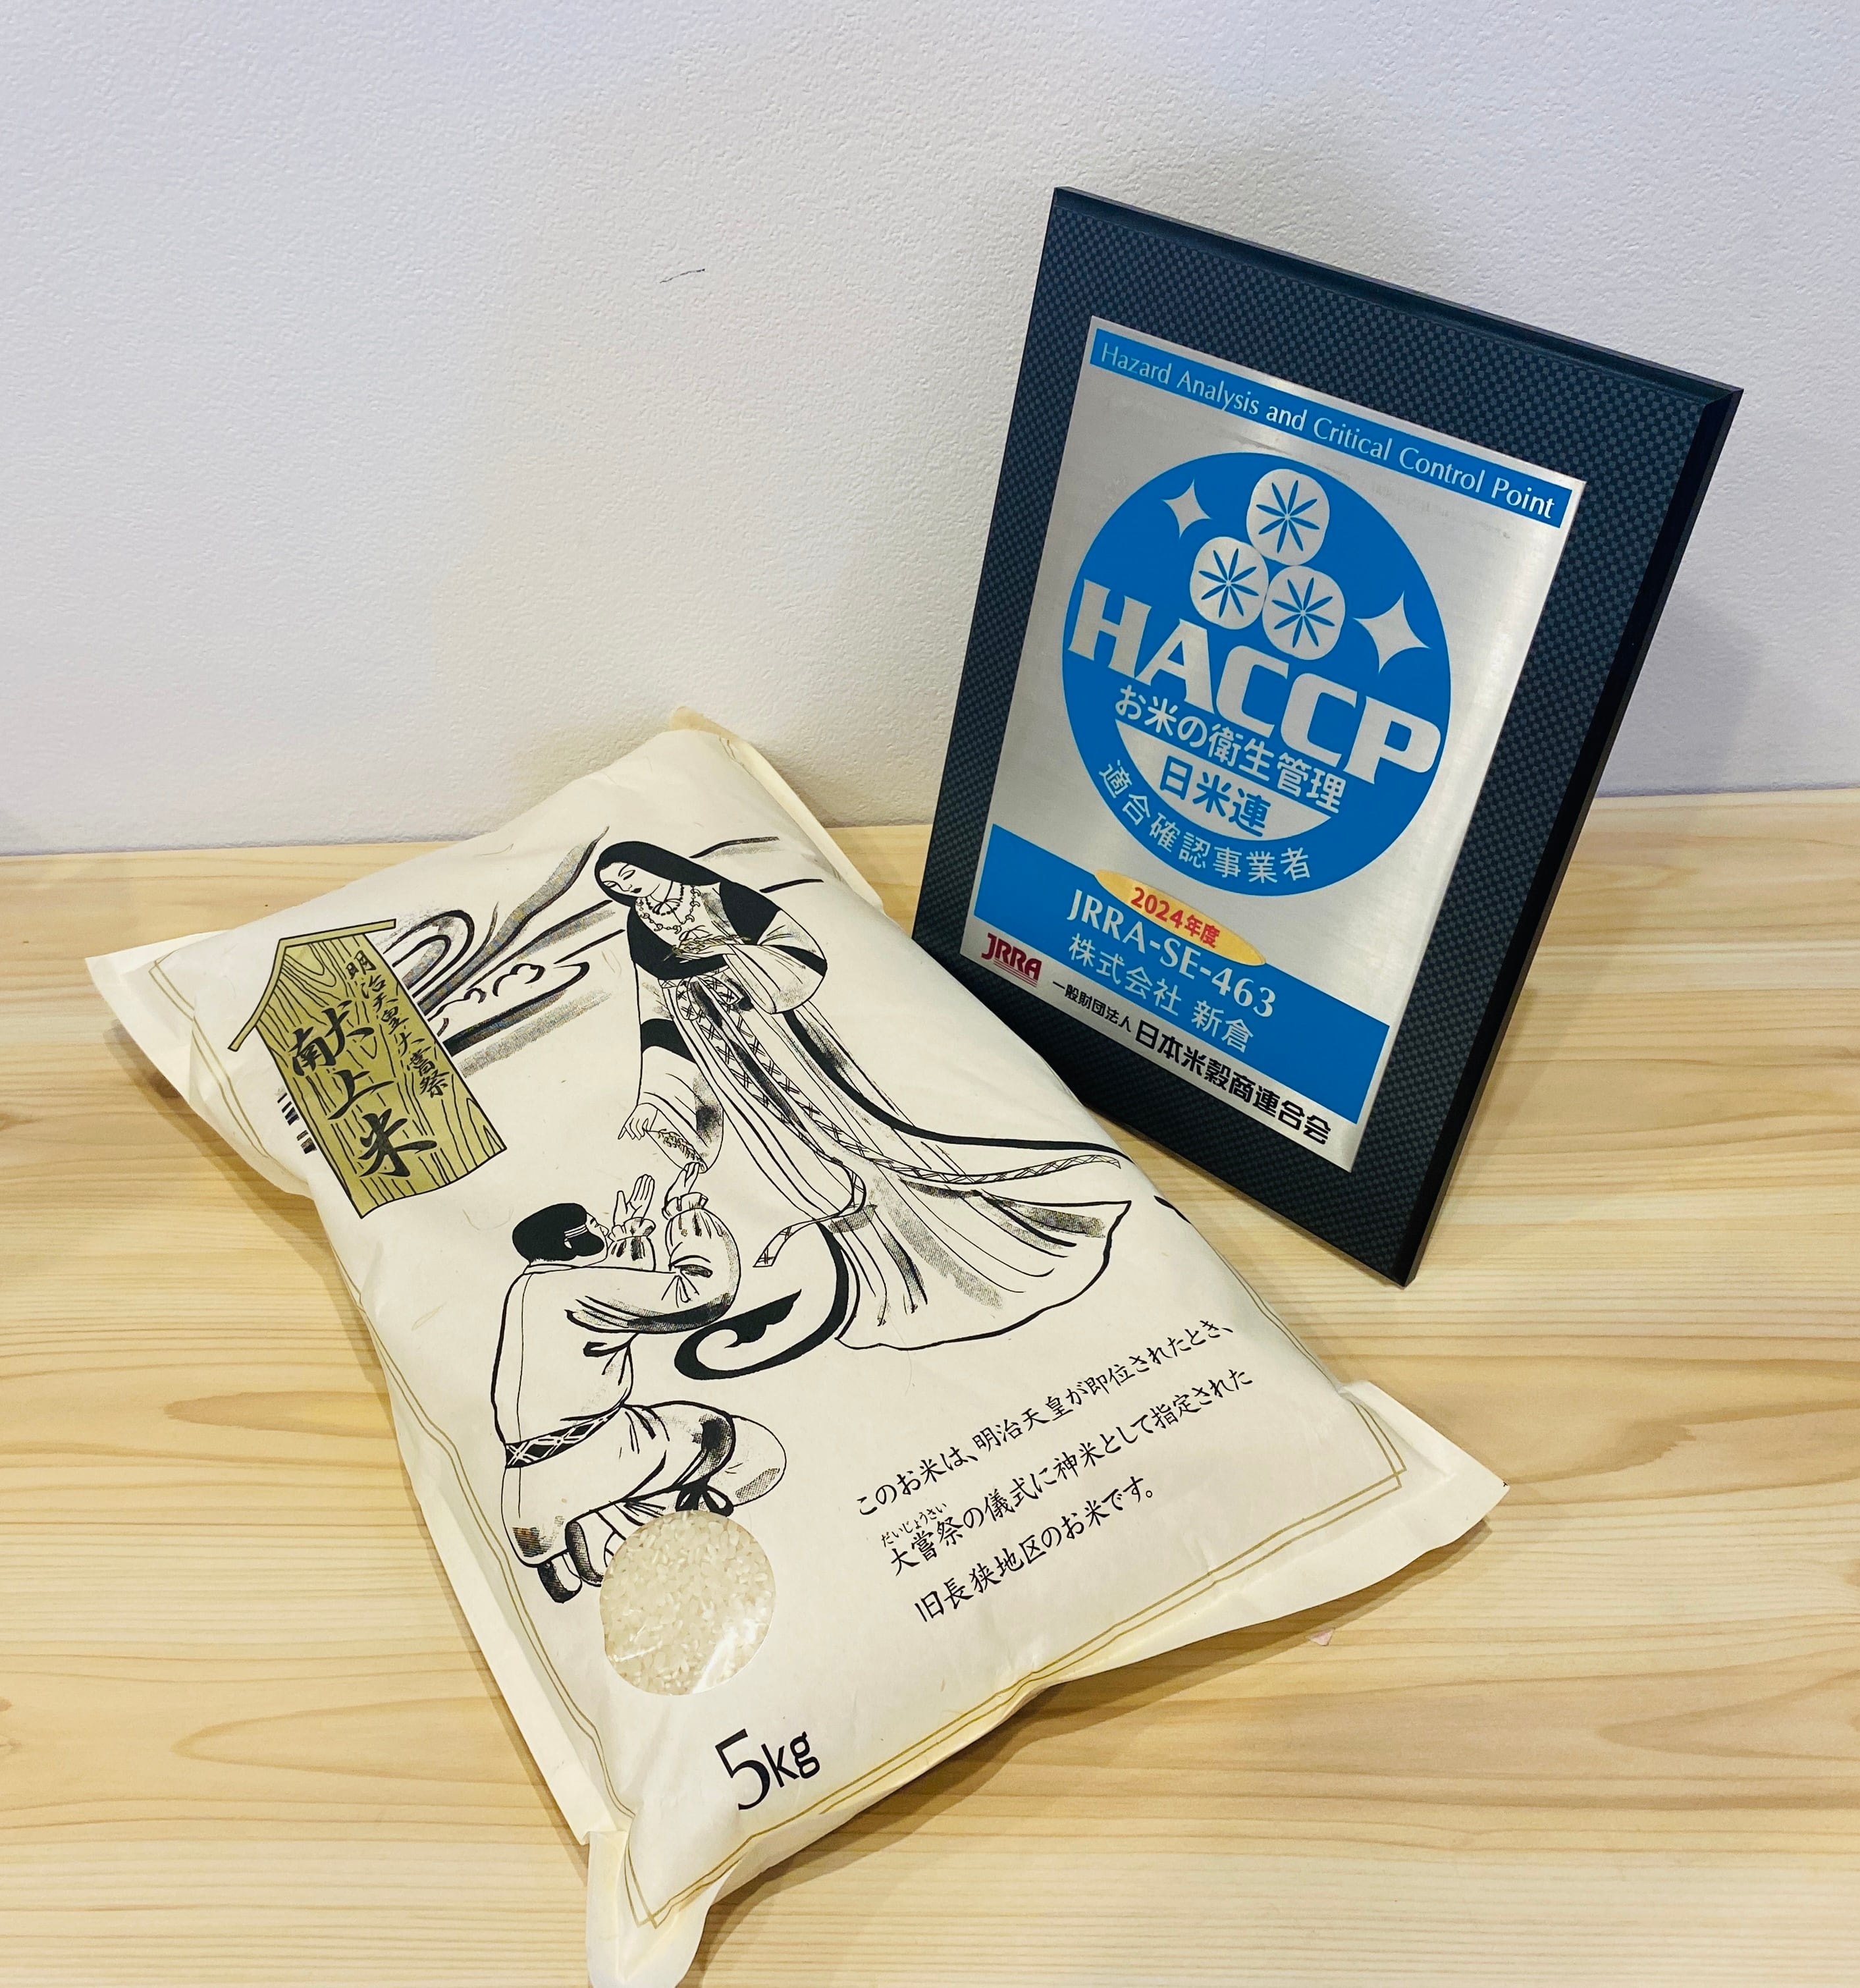 明治天皇大嘗祭
献上米
このお米は、明治天皇が即位されたとき、
だいじょうさい
大嘗祭の儀式に神米として指定された
旧長狭地区のお米です。
5kg
Hazard Analysis and Critical Control Point
HACCP
お米の衛生管理
日米連
適合確認事業者
2024年度
JRRA-SE-463
株式会社 新倉
JRRA
一般財団法人 日本米穀商連合会